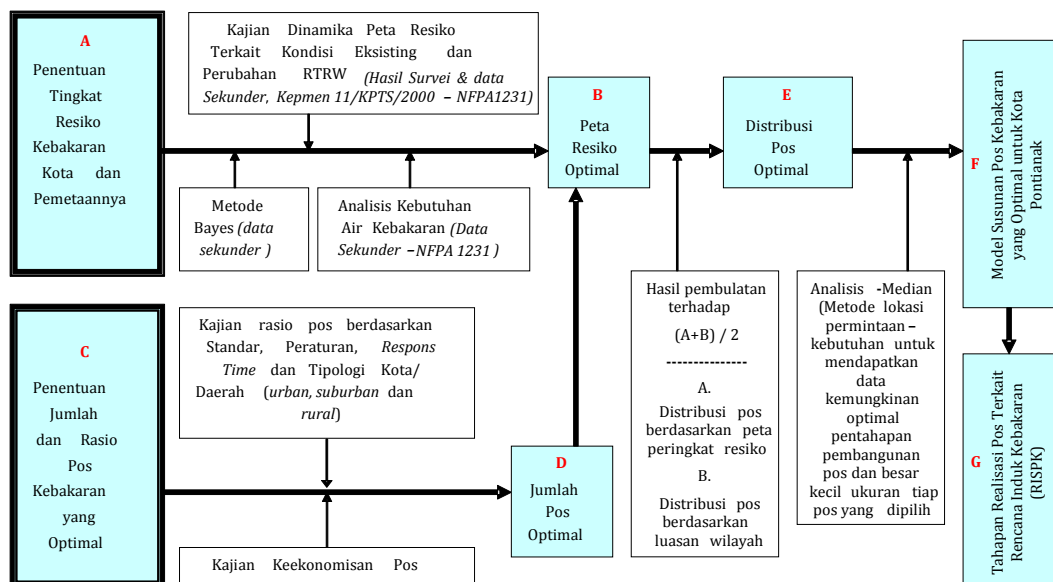 A
Penentuan
Tingkat
Resiko
Kebakaran
Kota dan
Pemetaannya
Kajian Dinamika Peta Resiko
Terkait Kondisi Eksisting dan
Perubahan RTRW (Hasil Survei & data
Sekunder, Kepmen 11/KPTS/2000 – NFPA1231)
Metode
Bayes (data
sekunder )
Analisis Kebutuhan
Air Kebakaran (Data
Sekunder –NFPA 1231 )
B
Peta
Resiko
Optimal
E
Distribusi
Pos
Optimal
F
Model Susunan Pos Kebakaran
yang Optimal untuk Kota
Pontianak
C
Penentuan
Jumlah
dan Rasio
Pos
Kebakaran
yang
Optimal
Kajian rasio pos berdasarkan
Standar, Peraturan, Respons
Time dan Tipologi Kota/
Daerah (urban, suburban dan
rural)
Kajian Keekonomisan Pos
D
Jumlah
Pos
Optimal
Hasil pembulatan
terhadap
(A+B) / 2
---------------
A.
Distribusi pos
berdasarkan peta
peringkat resiko
B.
Distribusi pos
berdasarkan
luasan wilayah
Analisis -Median
(Metode lokasi
permintaan –
kebutuhan untuk
mendapatkan
data
kemungkinan
optimal
pentahapan
pembangunan
pos dan besar
kecil ukuran tiap
pos yang dipilih
G
Tahapan Realisasi Pos Terkait
Rencana Induk Kebakaran
(RISPK)